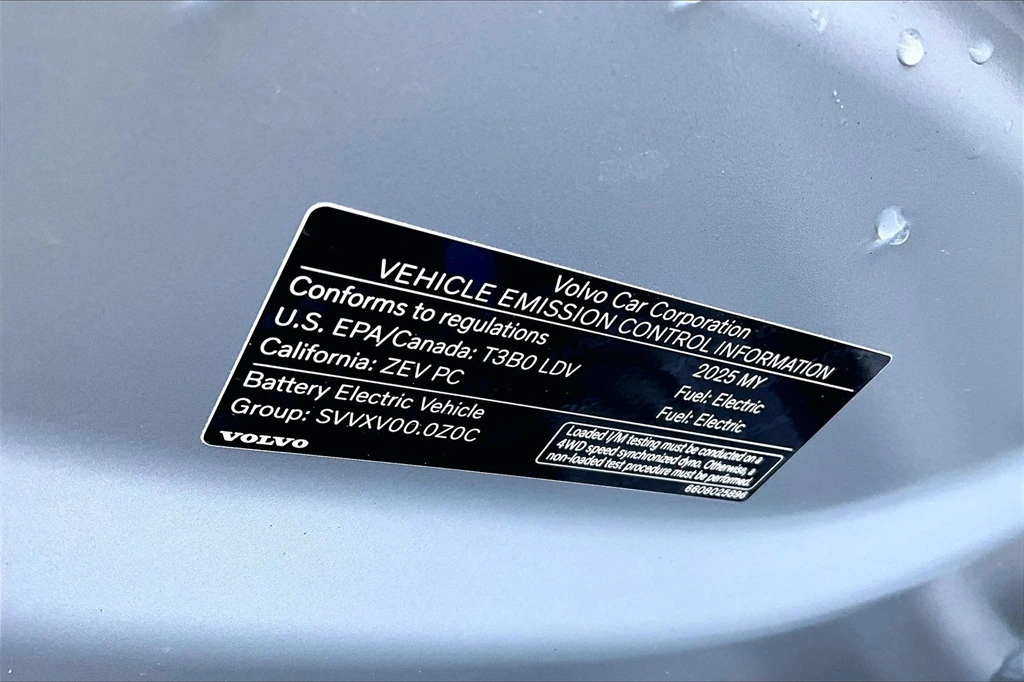 Volvo Car Corporation
VEHICLE EMISSION CONTROL INFORMATION
Conforms to regulations 2025 MY
U.S. EPA/Canada: T3B0 LDV Fuel: Electric
California: ZEV PC Fuel: Electric
Battery Electric Vehicle
Group: SVVXV00.0Z0C
Loaded I/M testing must be conducted on a
4WD speed synchronized dyno. Otherwise, a
non-loaded test procedure must be performed.
VOLVO
6608025896